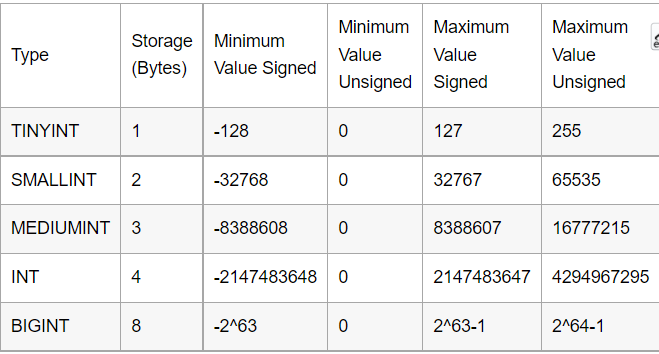 Type Storage (Bytes) Minimum Value Signed Minimum Value Unsigned Maximum Value Signed Maximum Value Unsigned
TINYINT 1 -128 0 127 255
SMALLINT 2 -32768 0 32767 65535
MEDIUMINT 3 -8388608 0 8388607 16777215
INT 4 -2147483648 0 2147483647 4294967295
BIGINT 8 -2^63 0 2^63-1 2^64-1